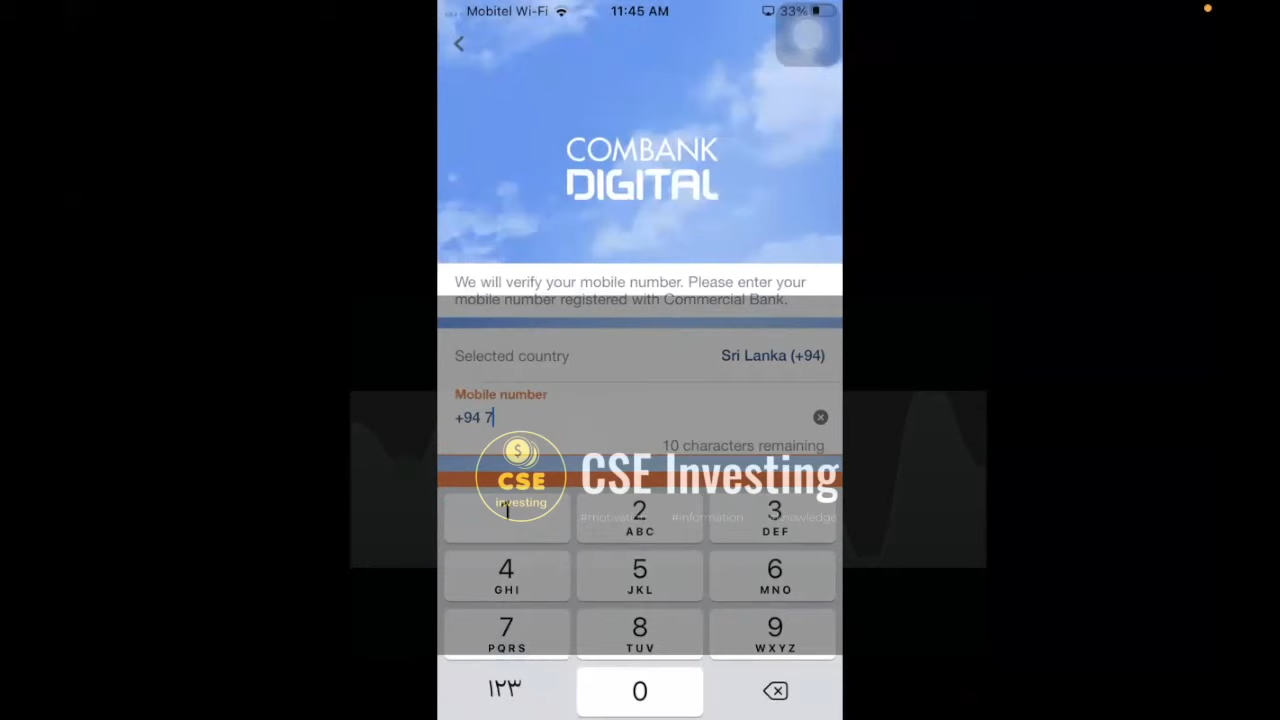 Mobitel Wi-Fi 11:45 AM 33%
COMBANK
DIGITAL
We will verify your mobile number. Please enter your
mobile number registered with Commercial Bank.
Selected country Sri Lanka (+94)
Mobile number
+94 7
10 characters remaining
$
CSE
investing
CSE Investing
#information
1 2 3
ABC DEF
4 5 6
GHI JKL MNO
7 8 9
PQRS TUV WXYZ
١٢٣ 0